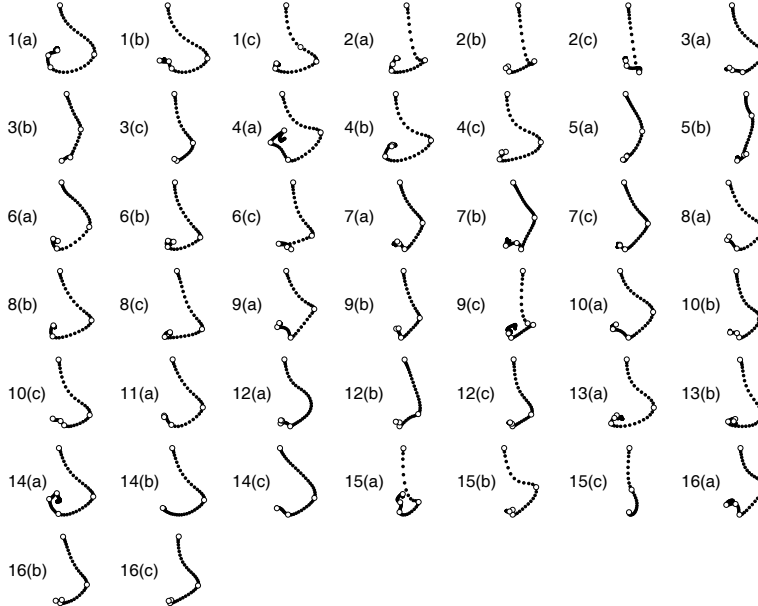 1(a) 1(b) 1(c) 2(a) 2(b) 2(c) 3(a)
3(b) 3(c) 4(a) 4(b) 4(c) 5(a) 5(b)
6(a) 6(b) 6(c) 7(a) 7(b) 7(c) 8(a)
8(b) 8(c) 9(a) 9(b) 9(c) 10(a) 10(b)
10(c) 11(a) 12(a) 12(b) 12(c) 13(a) 13(b)
14(a) 14(b) 14(c) 15(a) 15(b) 15(c) 16(a)
16(b) 16(c)